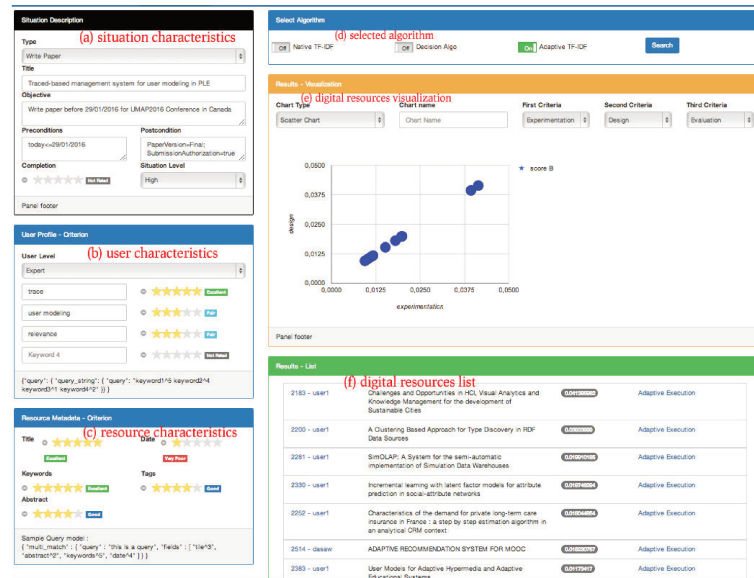 Situation Description
(a) situation characteristics
Type
Write Paper
Title
Traced-based management system for user modeling in PLE
Objective
Write paper before 29/01/2016 for UMAP2016 Conference in Canada
Preconditions
Postcondition
today<=29/01/2016
PaperVersion=Final;
SubmissionAuthorization=true
Completion
Situation Level
Not Rated
High
Panel footer
User Profile - Criterion
(b) user characteristics
User Level
Expert
trace
Excellent
user modeling
Fair
relevance
Fair
Keyword 4
Not Rated
{"query": { "query_string": { "query": "keyword1^5 keyword2^4
keyword3^1 keyword4^2" }} }
Resource Metadata - Criterion
(c) resource characteristics
Title
Date
Excellent
Very Poor
Keywords
Tags
Excellent
Good
Abstract
Good
Sample Query model :
{ "multi_match" : { "query" : "this is a query", "fields" : [ "tile^3",
"abstract^2", "keywords^5", "date^4" ] } }
Select Algorithm
(d) selected algorithm
Off Native TF-IDF
Off Decision Algo
On Acaptive TF-IDF
Search
Results - Visualization
(e) digital resources visualization
Chart Type
Chart name
First Criteria
Second Criteria
Third Criteria
Scatter Chart
Chart Name
Experimentation
Design
Evaluation
0,0500
0,0375
0,0250
0,0125
0,0000
design
0,0000 0,0125 0,0250 0,0375 0,0500
experimentation
score B
Panel footer
Results - List
(f) digital resources list
2183 - user1
Challenges and Opportunities in HCI, Visual Analytics and
Knowledge Management for the development of
Sustainable Cities
Adaptive Execution
2200 - user1
A Clustering Based Approach for Type Discovery in RDF
Data Sources
Adaptive Execution
2261 - user1
SimOLAP: A System for the semi-automatic
implementation of Simulation Data Warehouses
Adaptive Execution
2330 - user1
Incremental learning with latent factor models for attribute
prediction in social-attribute networks
Adaptive Execution
2252 - user1
Characteristics of the demand for private long-term care
insurance in France : a step by step estimation algorithm in
an analytical CRM context
Adaptive Execution
2514 - dasaw
ADAPTIVE RECOMMENDATION SYSTEM FOR MOOC
Adaptive Execution
2383 - user1
User Models for Adaptive Hypermedia and Adaptive
Educational Systems
Adaptive Execution